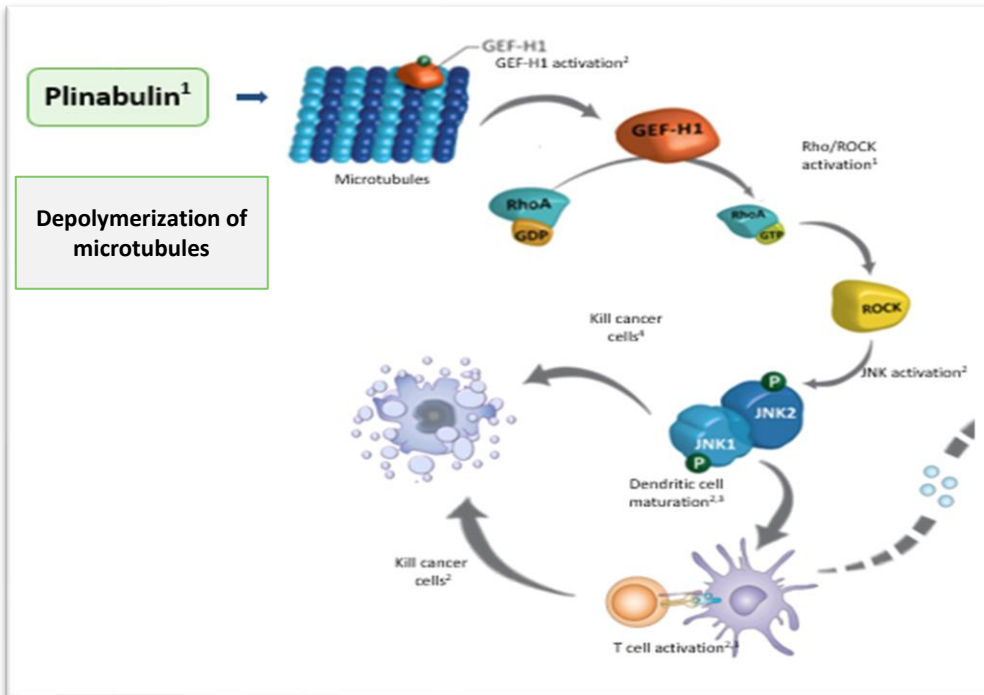 GEF-H1
P
GEF-H1 activation²
Plinabulin¹
GEF-H1
Microtubules
Rho/ROCK
activation¹
Depolymerization of
microtubules
RhoA
GDP
RhoA
GTP
ROCK
Kill cancer
cells⁴
JNK activation²
P
JNK2
JNK1
P
Dendritic cell
maturation²,³
Kill cancer
cells²
T cell activation²,³